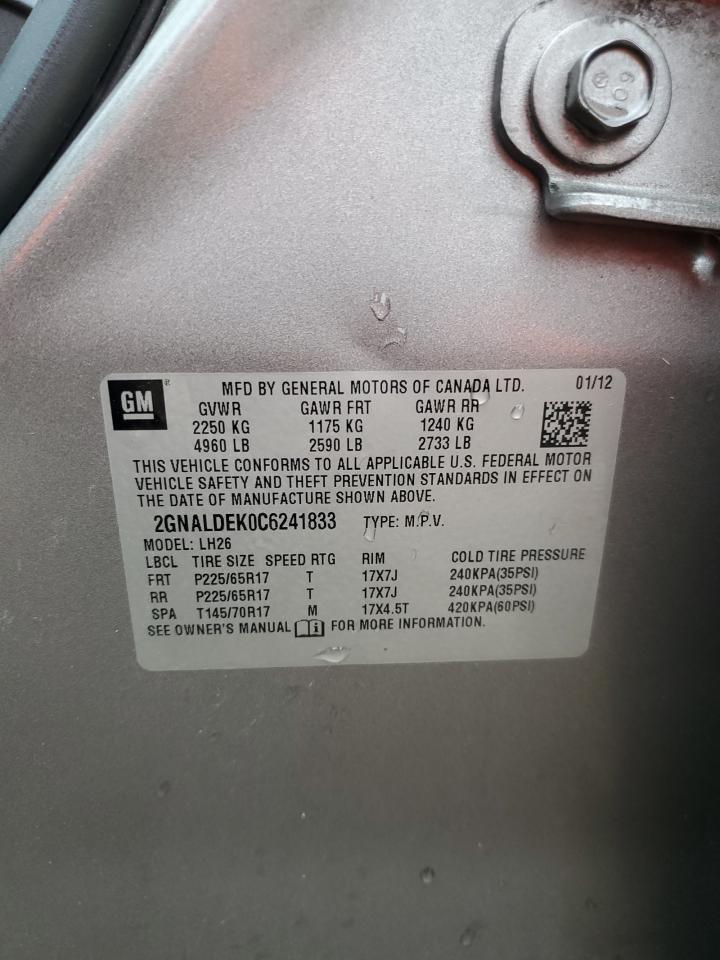 609
GM ®
MFD BY GENERAL MOTORS OF CANADA LTD. 01/12
GVWR GAWR FRT GAWR RR
2250 KG 1175 KG 1240 KG
4960 LB 2590 LB 2733 LB
THIS VEHICLE CONFORMS TO ALL APPLICABLE U.S. FEDERAL MOTOR
VEHICLE SAFETY AND THEFT PREVENTION STANDARDS IN EFFECT ON
THE DATE OF MANUFACTURE SHOWN ABOVE.
2GNALDEK0C6241833 TYPE: M.P.V.
MODEL: LH26
LBCL TIRE SIZE SPEED RTG RIM COLD TIRE PRESSURE
FRT P225/65R17 T 17X7J 240KPA(35PSI)
RR P225/65R17 T 17X7J 240KPA(35PSI)
SPA T145/70R17 M 17X4.5T 420KPA(60PSI)
SEE OWNER'S MANUAL i FOR MORE INFORMATION.